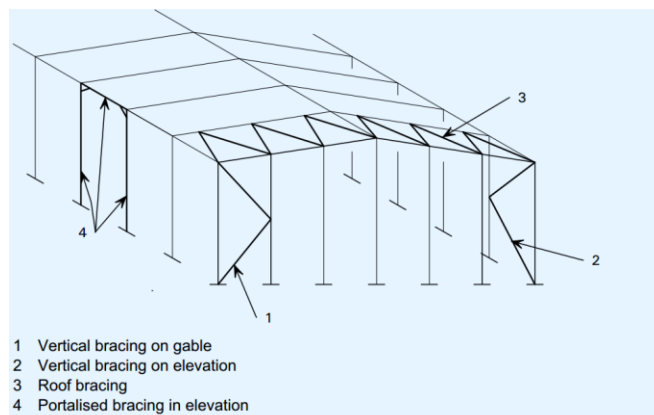 3
4
2
1
1 Vertical bracing on gable
2 Vertical bracing on elevation
3 Roof bracing
4 Portalised bracing in elevation